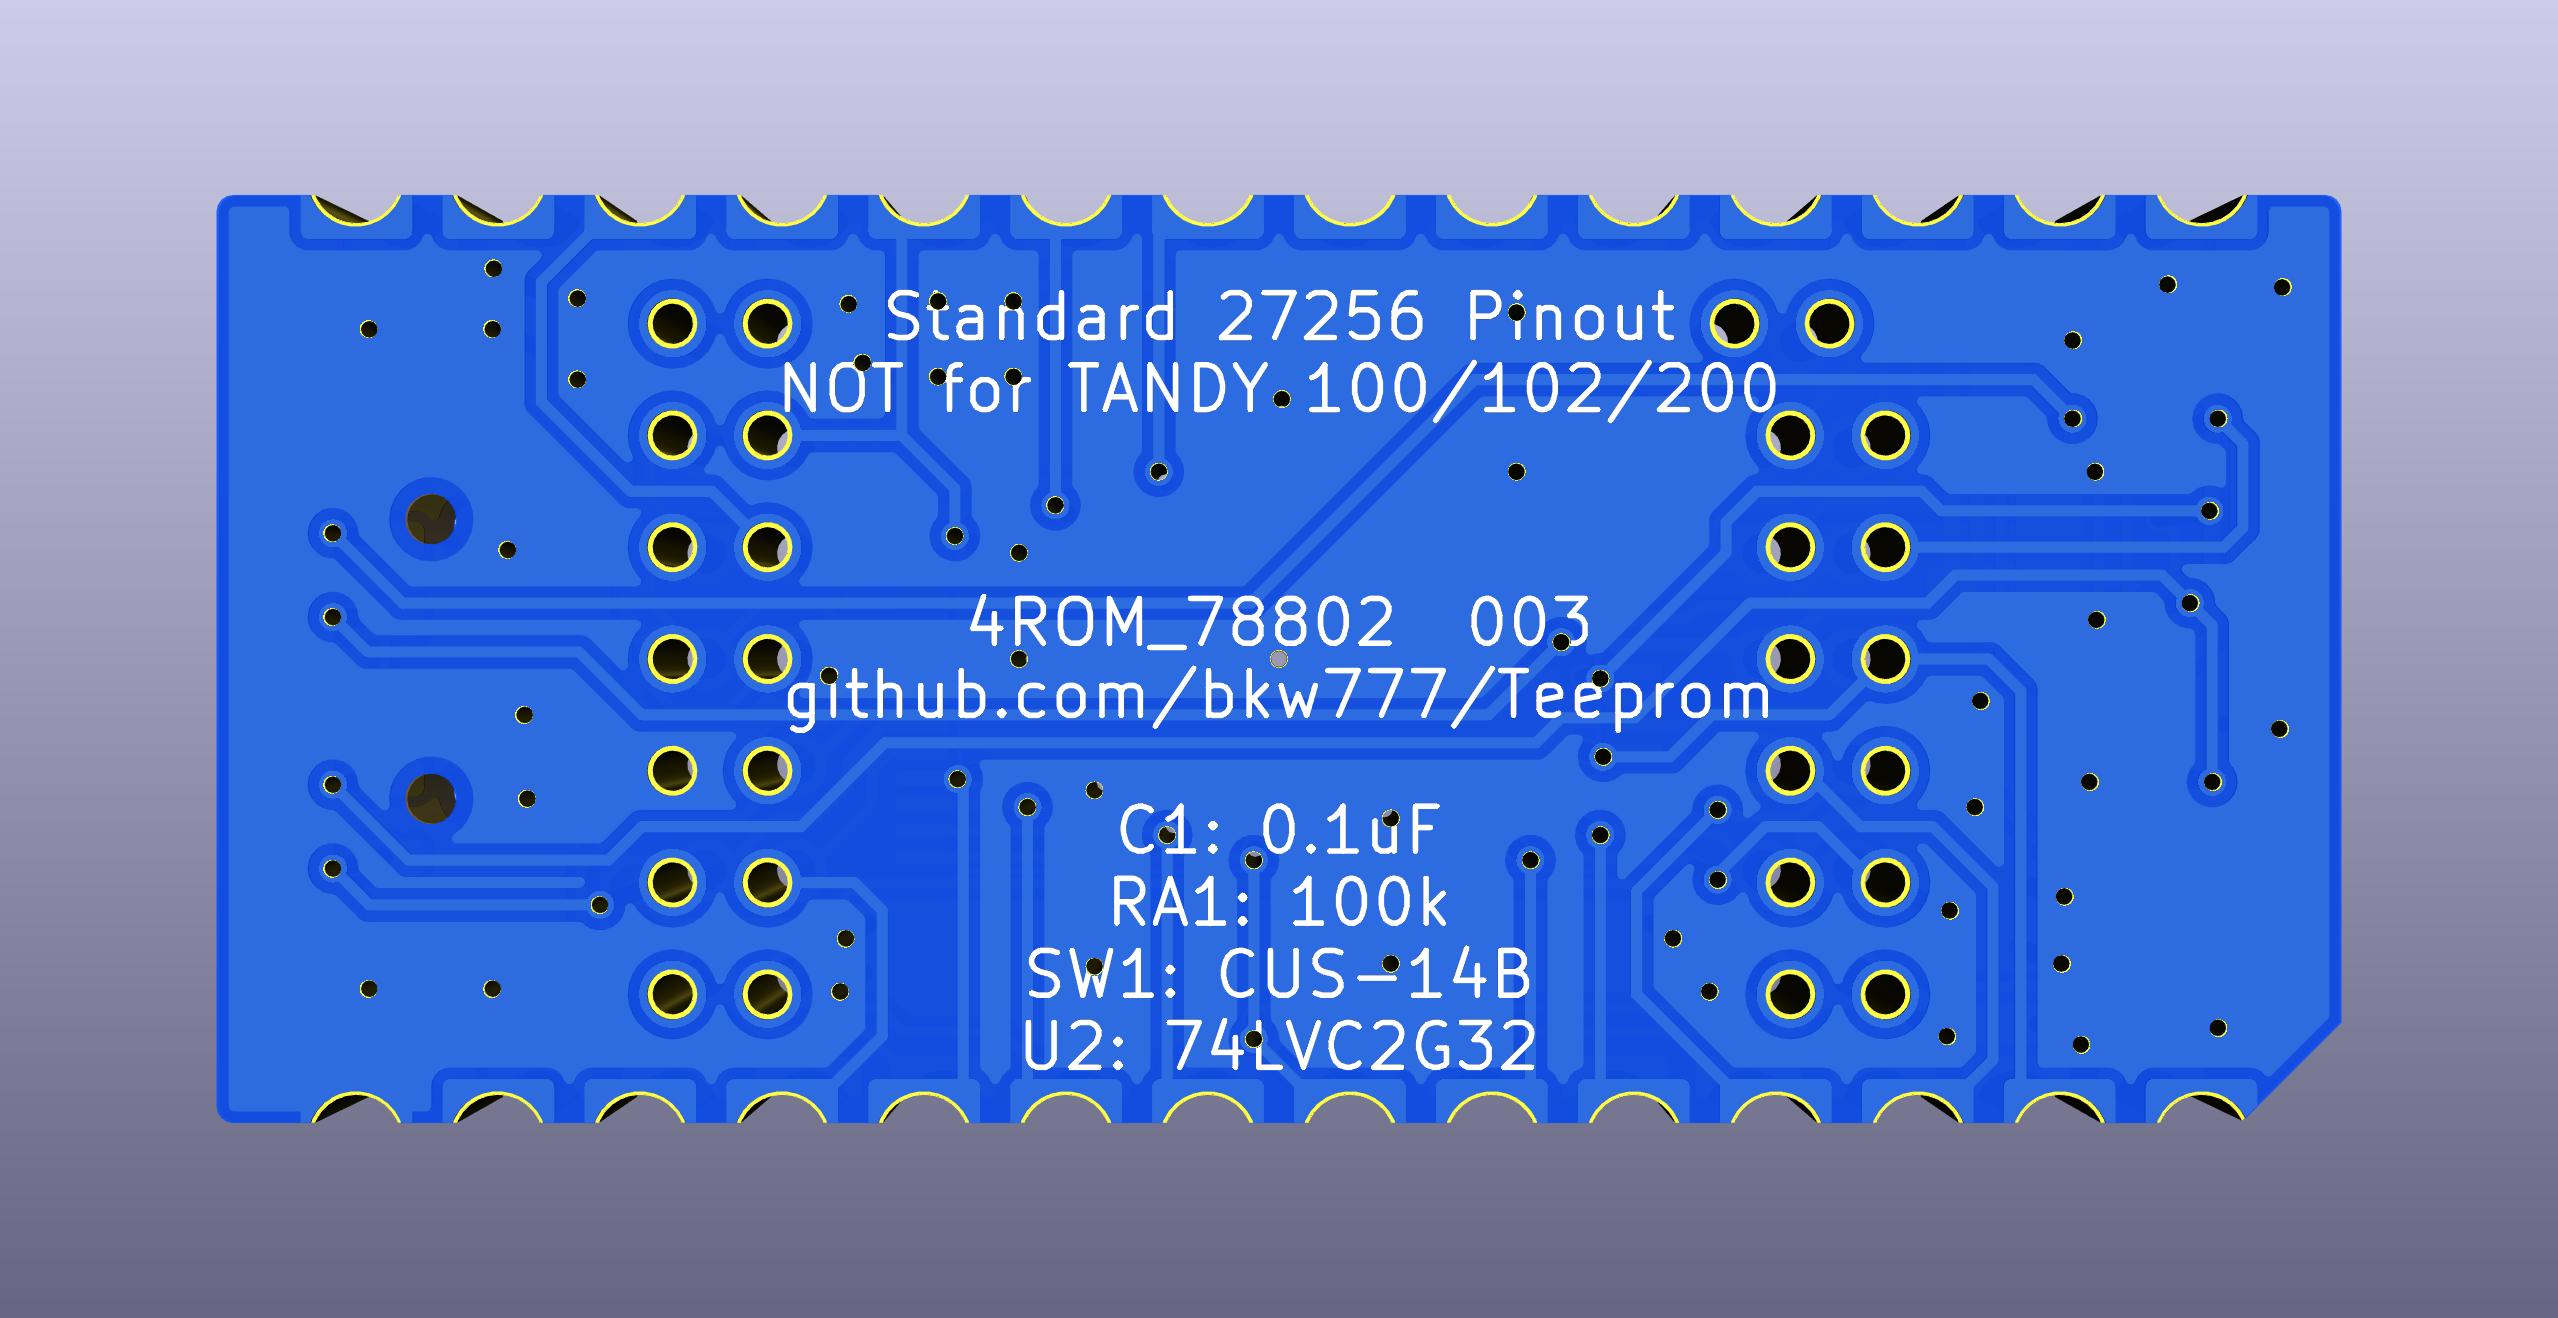 Standard 27256 Pinout
NOT for TANDY 100/102/200
4ROM_78802 003
github.com/bkw777/Teeprom
C1: 0.1uF
RA1: 100k
SW1: CUS-14B
U2: 74LVC2G32